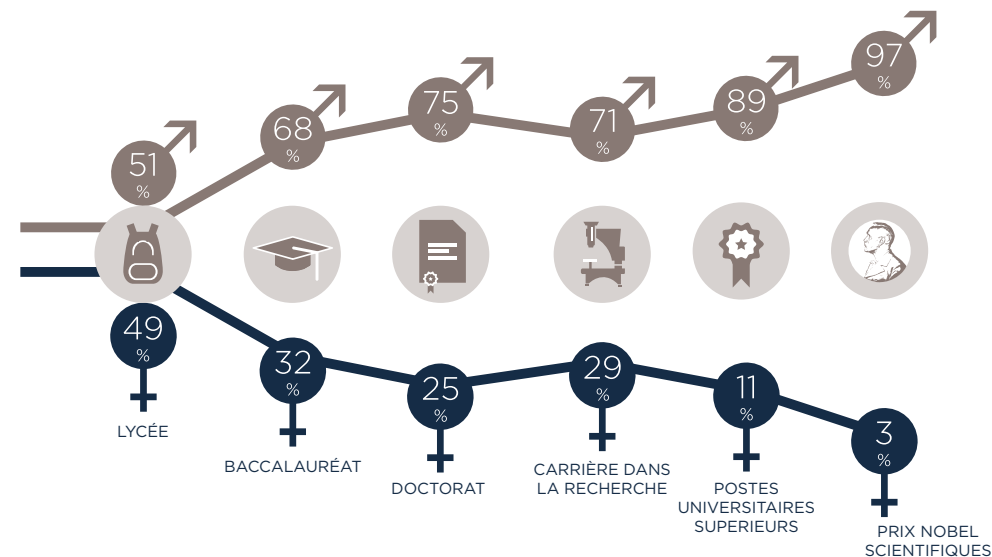 51
%
68
%
75
%
71
%
89
%
97
%
49
%
LYCÉE
32
%
BACCALAURÉAT
25
%
DOCTORAT
29
%
CARRIÈRE DANS
LA RECHERCHE
11
%
POSTES
UNIVERSITAIRES
SUPERIEURS
3
%
PRIX NOBEL
SCIENTIFIQUES